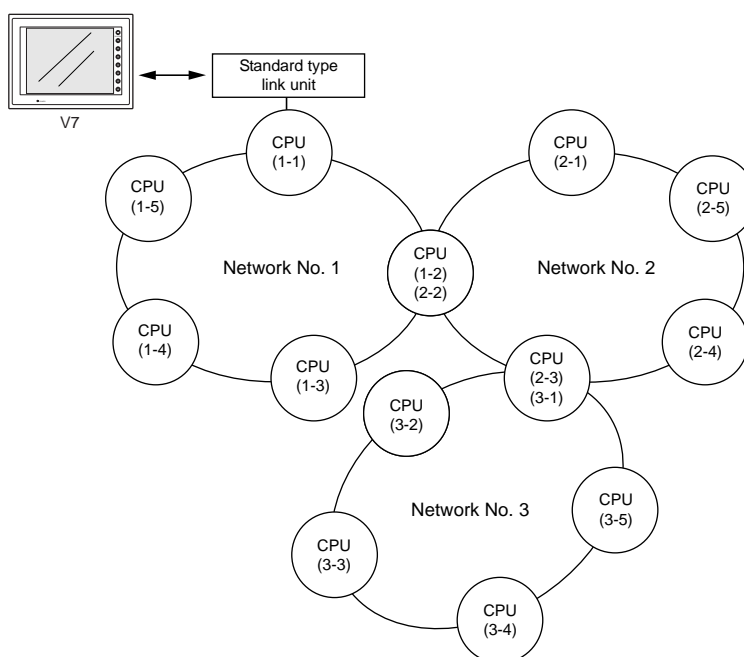 Standard type
link unit
V7
CPU
(1-1)
CPU
(2-1)
CPU
(1-5)
CPU
(2-5)
Network No. 1
CPU
(1-2)
(2-2)
Network No. 2
CPU
(1-4)
CPU
(2-4)
CPU
(1-3)
CPU
(2-3)
(3-1)
CPU
(3-2)
Network No. 3
CPU
(3-5)
CPU
(3-3)
CPU
(3-4)